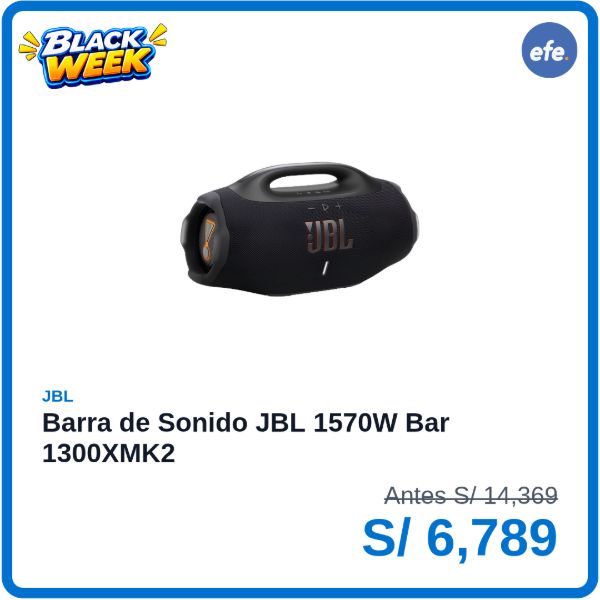 BLACK
WEEK
efe.
- ▷ +
JBL
JBL
Barra de Sonido JBL 1570W Bar
1300XMK2
Antes S/ 14,369
S/ 6,789